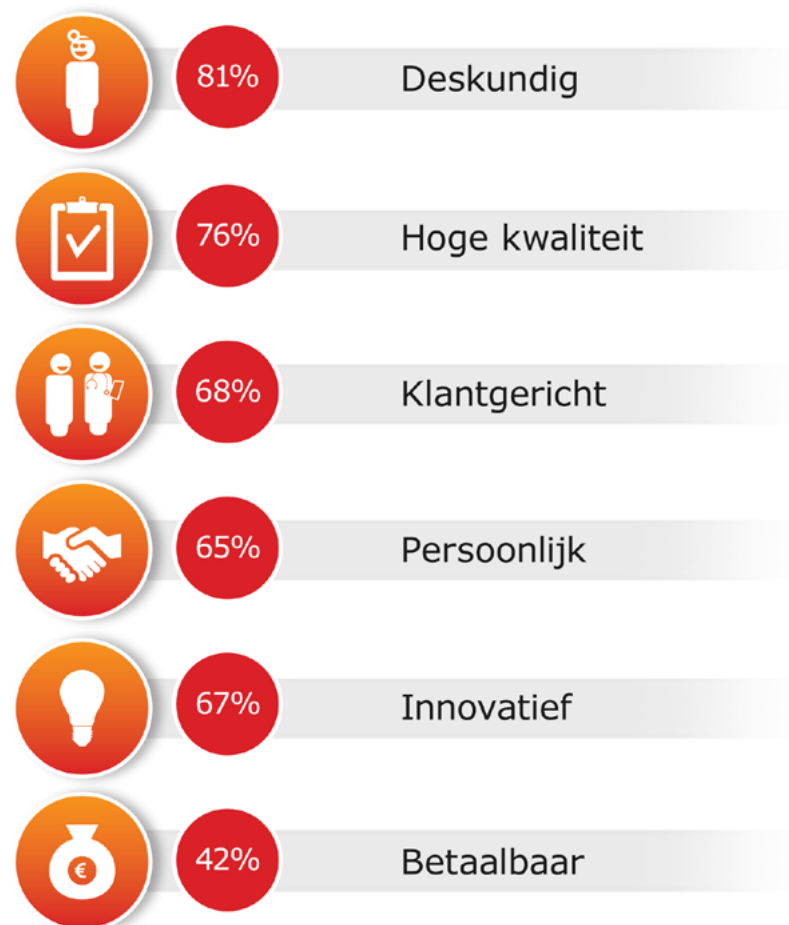 81% Deskundig
76% Hoge kwaliteit
68% Klantgericht
65% Persoonlijk
67% Innovatief
42% Betaalbaar
€